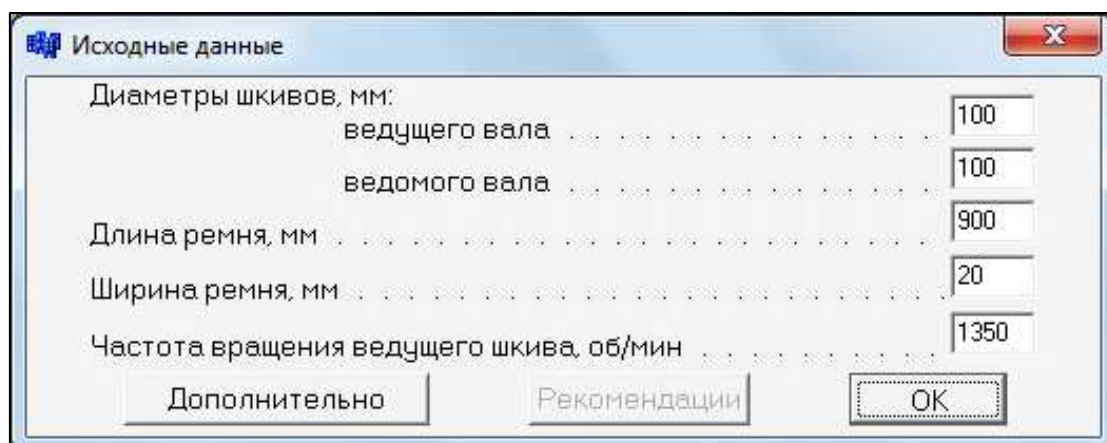 Исходные данные
Диаметры шкивов, мм:
ведущего вала . . . . . . . . . . . . . . . . 100
ведомого вала . . . . . . . . . . . . . . . . 100
Длина ремня, мм . . . . . . . . . . . . . . . . . . . . . . . . . . 900
Ширина ремня, мм . . . . . . . . . . . . . . . . . . . . . . . . . 20
Частота вращения ведущего шкива, об/мин . . . . . . . . . . 1350
Дополнительно Рекомендации OK